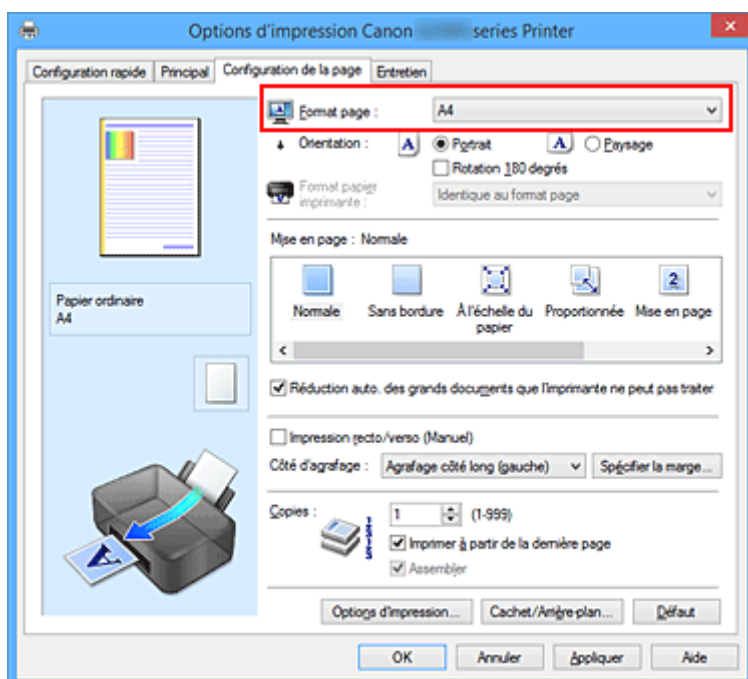 Options d'impression Canon series Printer
Configuration rapide Principal Configuration de la page Entretien
Format page : A4
Orientation : A Portrait A Paysage
Rotation 180 degrés
Format papier
imprimante : Identique au format page
Mise en page : Normale
2
Normale Sans bordure À l'échelle du Proportionnée Mise en page
papier
Papier ordinaire
A4
Réduction auto. des grands documents que l'imprimante ne peut pas traiter
Impression recto/verso (Manuel)
Côté d'agrafage : Agrafage côté long (gauche) Spécifier la marge...
Copies : 1 (1-999)
Imprimer à partir de la dernière page
Assembler
A
Options d'impression... Cachet/Arrière-plan... Défaut
OK Annuler Appliquer Aide